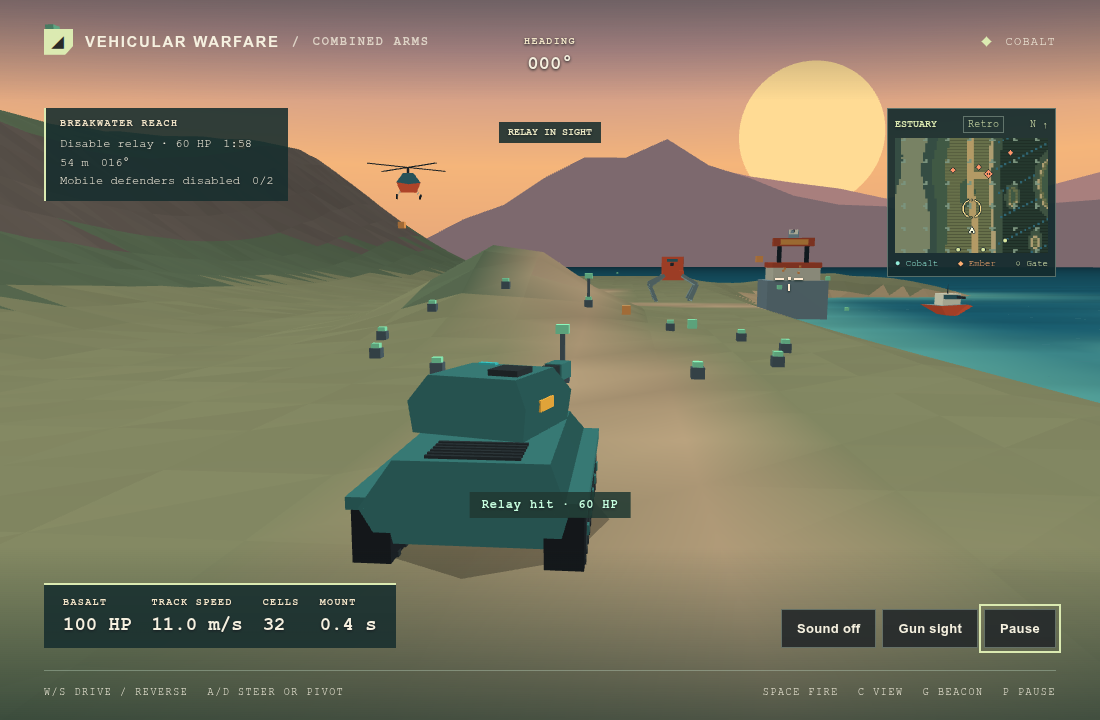 VEHICULAR WARFARE / COMBINED ARMS
HEADING
000°
COBALT
BREAKWATER REACH
Disable relay · 60 HP 1:58
54 m 016°
Mobile defenders disabled 0/2
RELAY IN SIGHT
ESTUARY Retro N ↑
Cobalt Ember Gate
Relay hit · 60 HP
BASALT TRACK SPEED CELLS MOUNT
100 HP 11.0 m/s 32 0.4 s
Sound off Gun sight Pause
W/S DRIVE / REVERSE A/D STEER OR PIVOT
SPACE FIRE C VIEW G BEACON P PAUSE